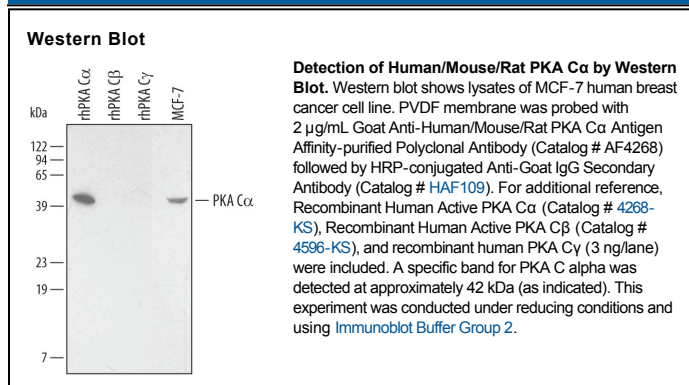 Western Blot
rhPKA Cα
rhPKA Cβ
rhPKA Cγ
MCF-7
kDa
122
94
65
39
23
19
7
PKA Cα
Detection of Human/Mouse/Rat PKA Cα by Western
Blot. Western blot shows lysates of MCF-7 human breast
cancer cell line. PVDF membrane was probed with
2 µg/mL Goat Anti-Human/Mouse/Rat PKA Cα Antigen
Affinity-purified Polyclonal Antibody (Catalog # AF4268)
followed by HRP-conjugated Anti-Goat IgG Secondary
Antibody (Catalog # HAF109). For additional reference,
Recombinant Human Active PKA Cα (Catalog # 4268-
KS), Recombinant Human Active PKA Cβ (Catalog #
4596-KS), and recombinant human PKA Cγ (3 ng/lane)
were included. A specific band for PKA C alpha was
detected at approximately 42 kDa (as indicated). This
experiment was conducted under reducing conditions and
using Immunoblot Buffer Group 2.